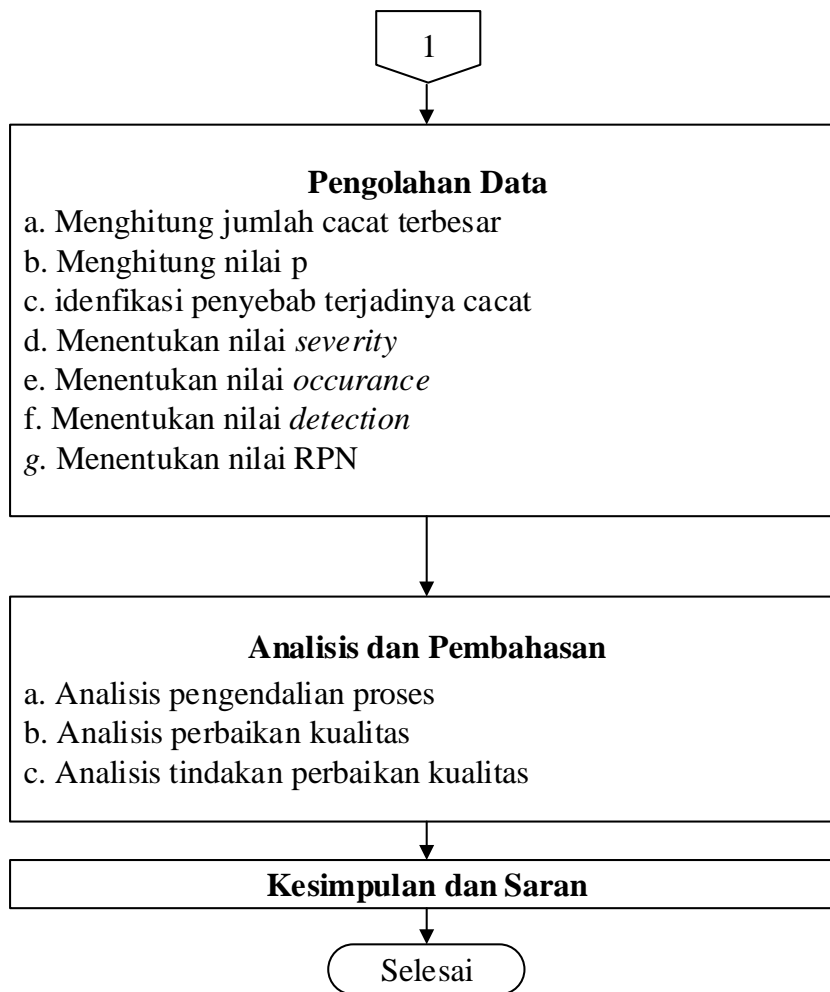 1
Pengolahan Data
a. Menghitung jumlah cacat terbesar
b. Menghitung nilai p
c. idenfikasi penyebab terjadinya cacat
d. Menentukan nilai severity
e. Menentukan nilai occurance
f. Menentukan nilai detection
g. Menentukan nilai RPN
Analisis dan Pembahasan
a. Analisis pengendalian proses
b. Analisis perbaikan kualitas
c. Analisis tindakan perbaikan kualitas
Kesimpulan dan Saran
Selesai